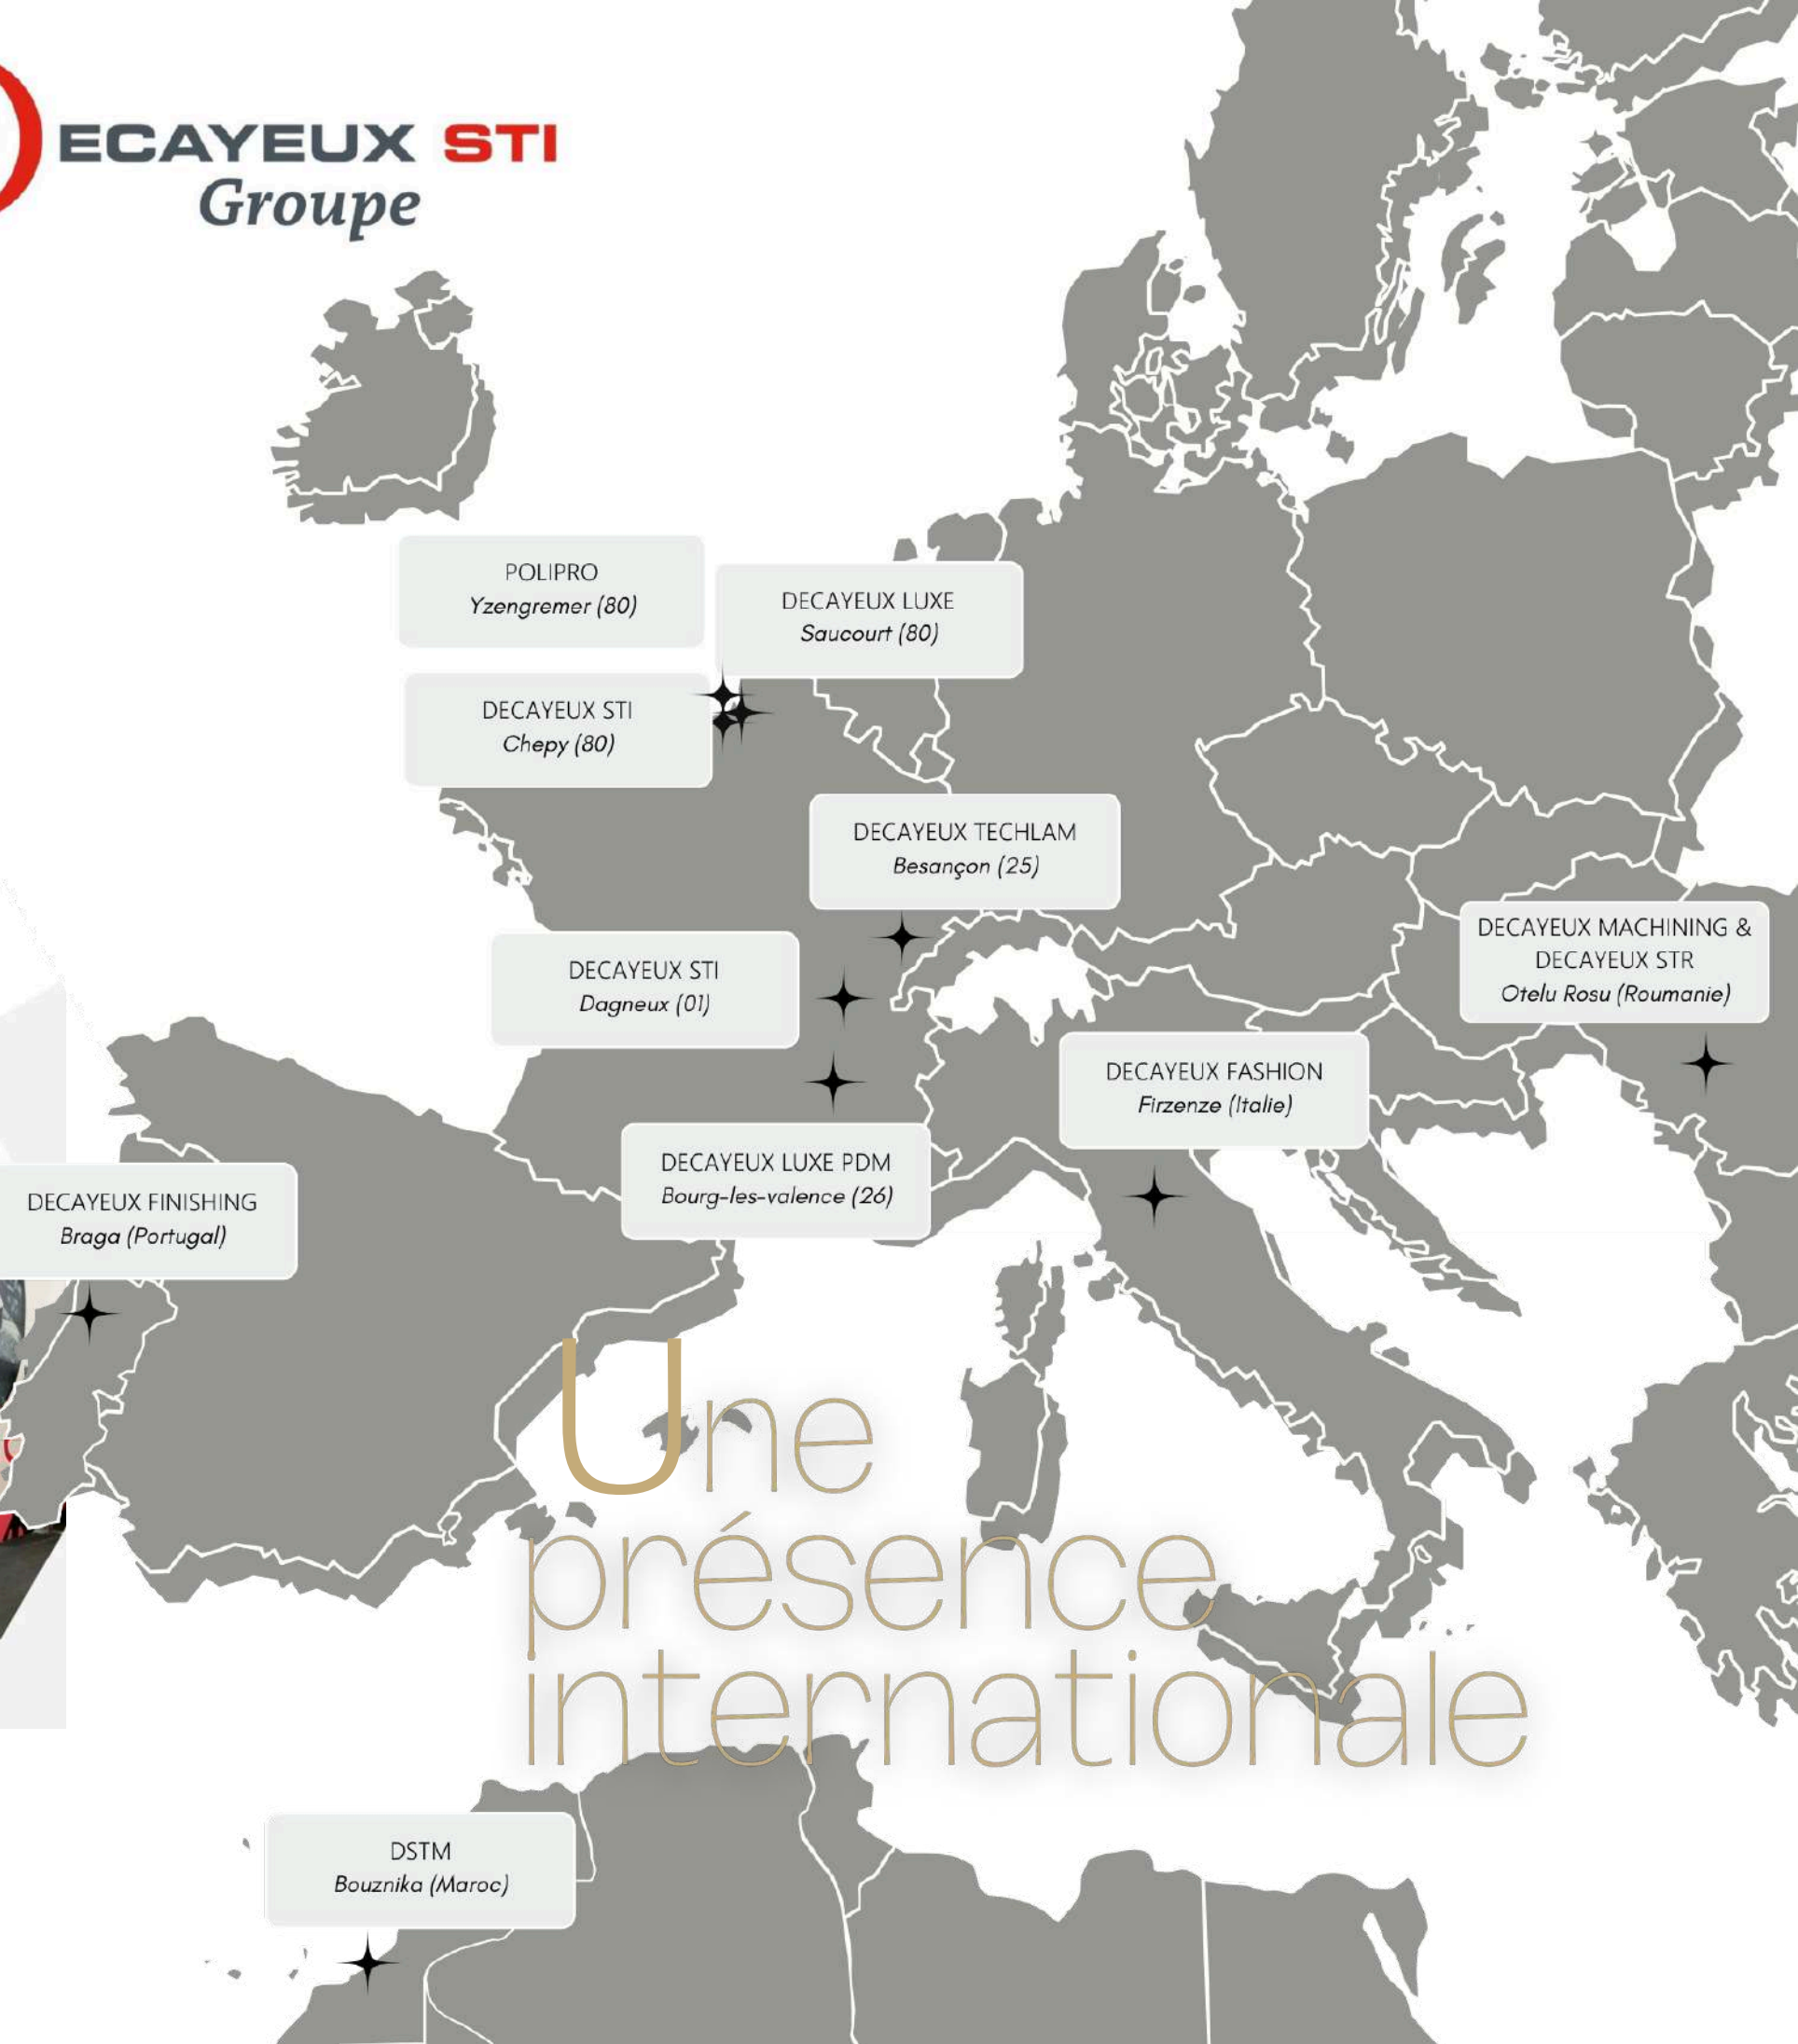 ECAYEUX STI
Groupe
POLIPRO
Yzengremer (80)
DECAYEUX LUXE
Saucourt (80)
DECAYEUX STI
Chepy (80)
DECAYEUX TECHLAM
Besançon (25)
DECAYEUX MACHINING &
DECAYEUX STR
Otelu Rosu (Roumanie)
DECAYEUX STI
Dagneux (01)
DECAYEUX FASHION
Firzenze (Italie)
DECAYEUX LUXE PDM
Bourg-les-valence (26)
DECAYEUX FINISHING
Braga (Portugal)
Une
présence
internationale
DSTM
Bouznika (Maroc)